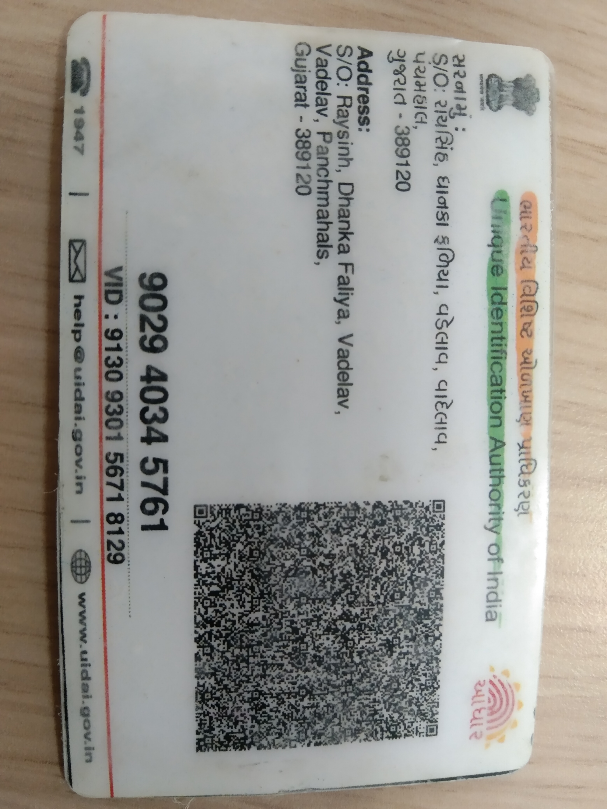 ભારતીય વિશિષ્ટ ઓળખાણ પ્રાધિકરણ
Unique Identification Authority of India
આધાર
સરનામું :
S/O: રાયસિંહ, ધાનકા ફળિયા, વડેલાવ, વાદેલાવ,
પંચમહાલ,
ગુજરાત - 389120
Address:
S/O: Raysinh, Dhanka Faliya, Vadelav,
Vadelav, Panchmahals,
Gujarat - 389120
9029 4034 5761
VID : 9130 9301 5671 8129
1947 | help@uidai.gov.in | www.uidai.gov.in